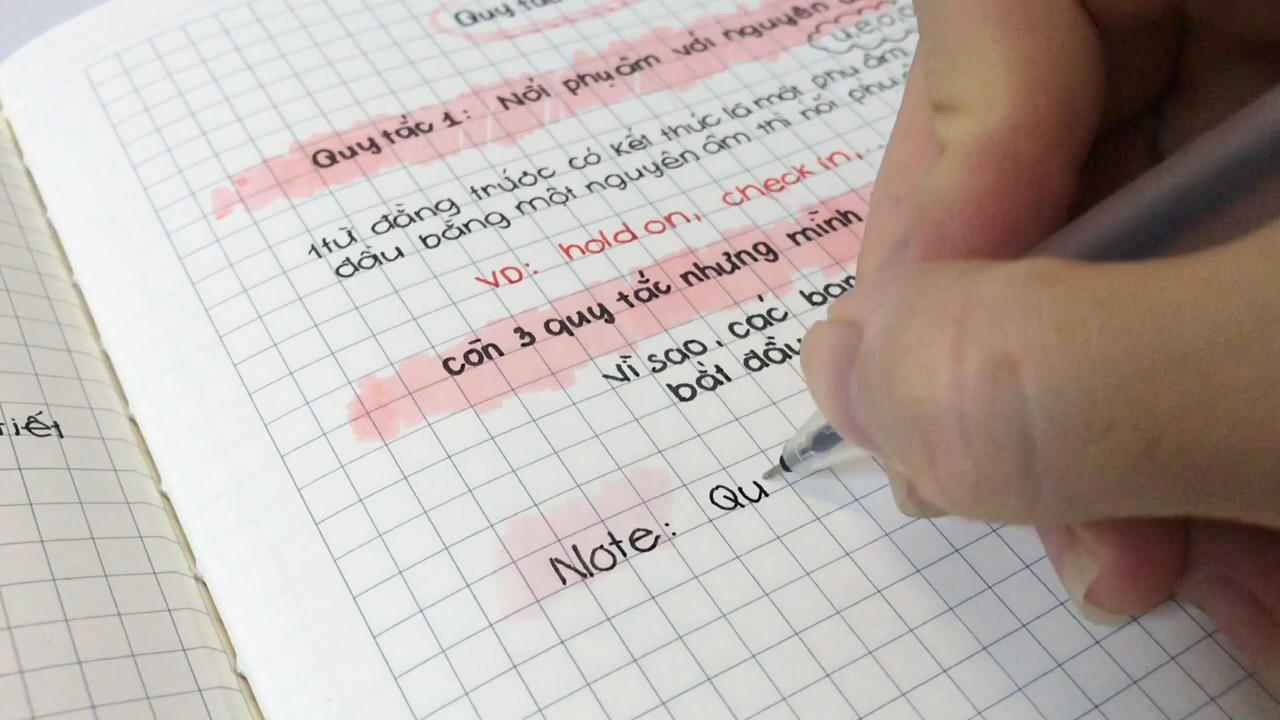 Quy tắc
Quy tắc 1: Nối phụ âm với nguyên
1 từ đằng trước có kết thúc là một phụ âm
đầu bằng một nguyên âm thì nối phụ
VD: hold on, check in,..
còn 3 quy tắc nhưng mình
vì sao. các bạn
bắt đầu
Note: Qu
tiết